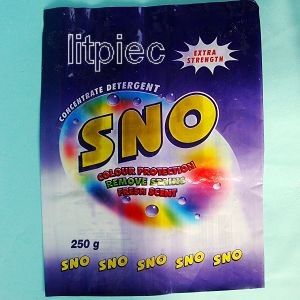 litpiec
EXTRA
STRENGTH
CONCENTRATE DETERGENT
SNO
COLOUR PROTECTION
REMOVE STAINS
FRESH SCENT
250 g
SNO SNO SNO SNO SNO